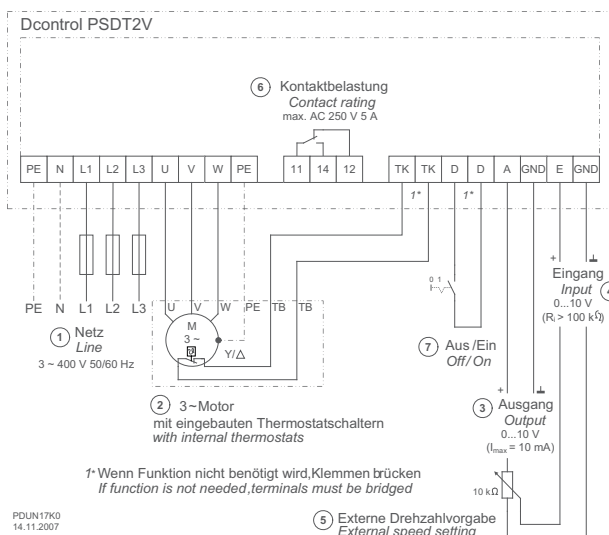 Dcontrol PSDT2V
6 Kontaktbelastung
Contact rating
max. AC 250 V 5 A
PE N L1 L2 L3 U V W PE 11 14 12 TK TK D D A GND E GND
1* 1*
+ ⊥
Eingang
Input 4
0...10 V
(Ri > 100 kΩ)
0 1
PE N L1 L2 L3
U V W PE TB TB
1 Netz
Line
3 ~ 400 V 50/60 Hz
M
3 ~
Y/Δ
7 Aus /Ein
Off/ On
2 3~Motor
mit eingebauten Thermostatschaltern
with internal thermostats
+ ⊥
3 Ausgang
Output
0...10 V
(Imax = 10 mA)
1* Wenn Funktion nicht benötigt wird,Klemmen brücken
If function is not needed,terminals must be bridged
10 kΩ
PDUN17K0
14.11.2007
5 Externe Drehzahlvorgabe
External speed setting